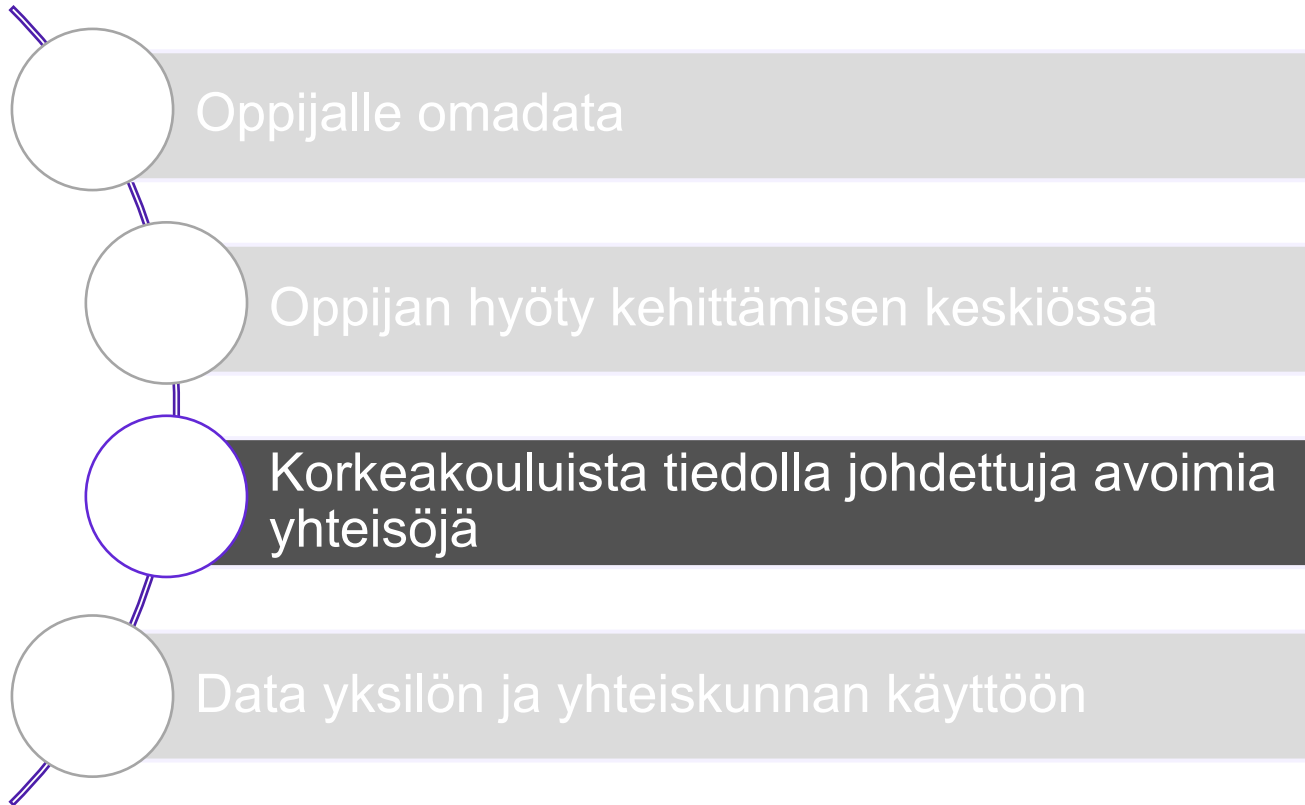 Oppijalle omadata
Oppijan hyöty kehittämisen keskiössä
Korkeakouluista tiedolla johdettuja avoimia
yhteisöjä
Data yksilön ja yhteiskunnan käyttöön